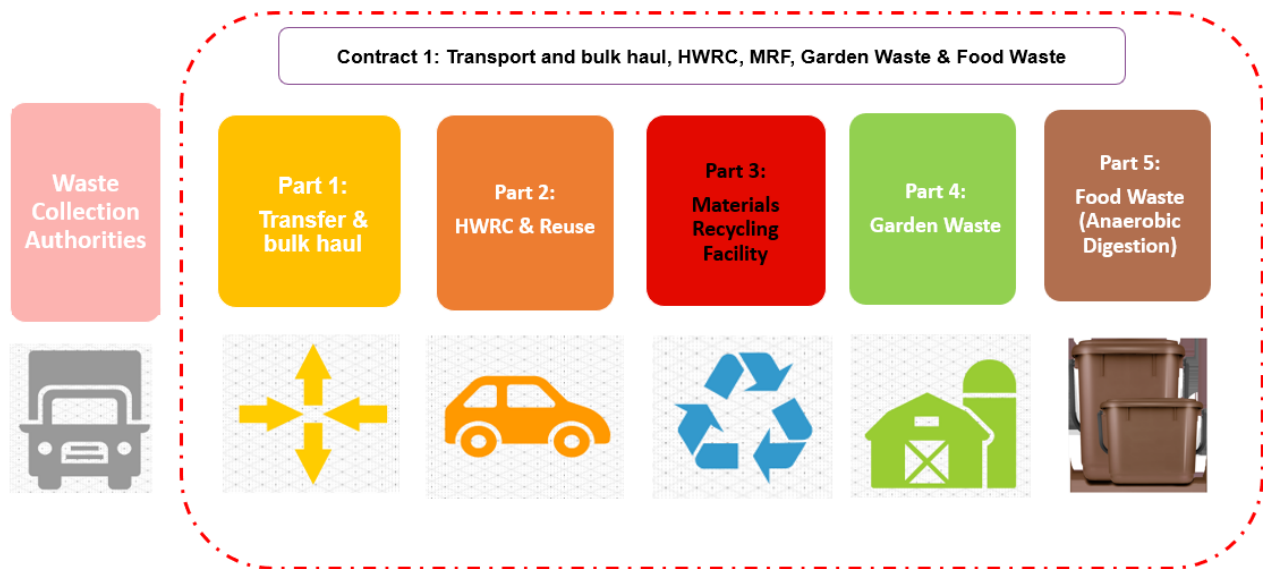 Contract 1: Transport and bulk haul, HWRC, MRF, Garden Waste & Food Waste
Waste
Collection
Authorities
Part 1:
Transfer &
bulk haul
Part 2:
HWRC & Reuse
Part 3:
Materials
Recycling
Facility
Part 4:
Garden Waste
Part 5:
Food Waste
(Anaerobic
Digestion)